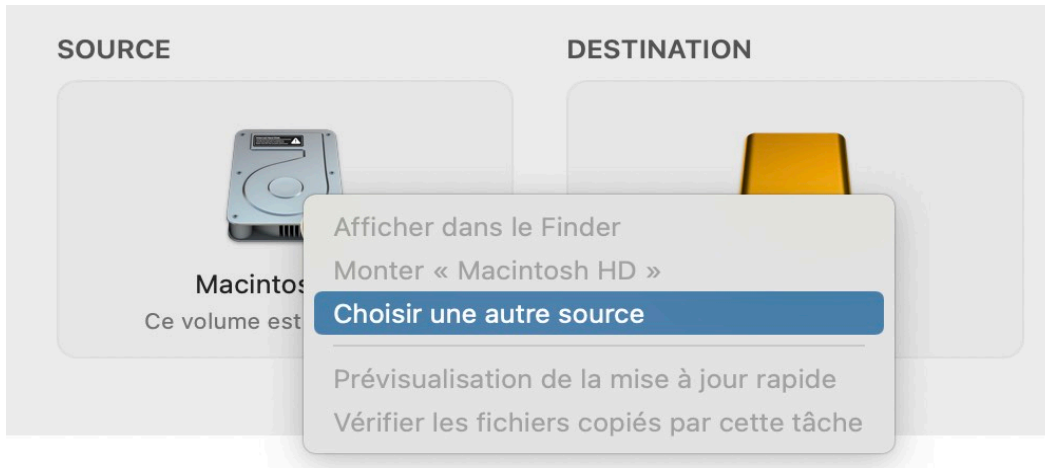 SOURCE
DESTINATION
Afficher dans le Finder
Monter « Macintosh HD »
Choisir une autre source
Prévisualisation de la mise à jour rapide
Vérifier les fichiers copiés par cette tâche
Ce volume est